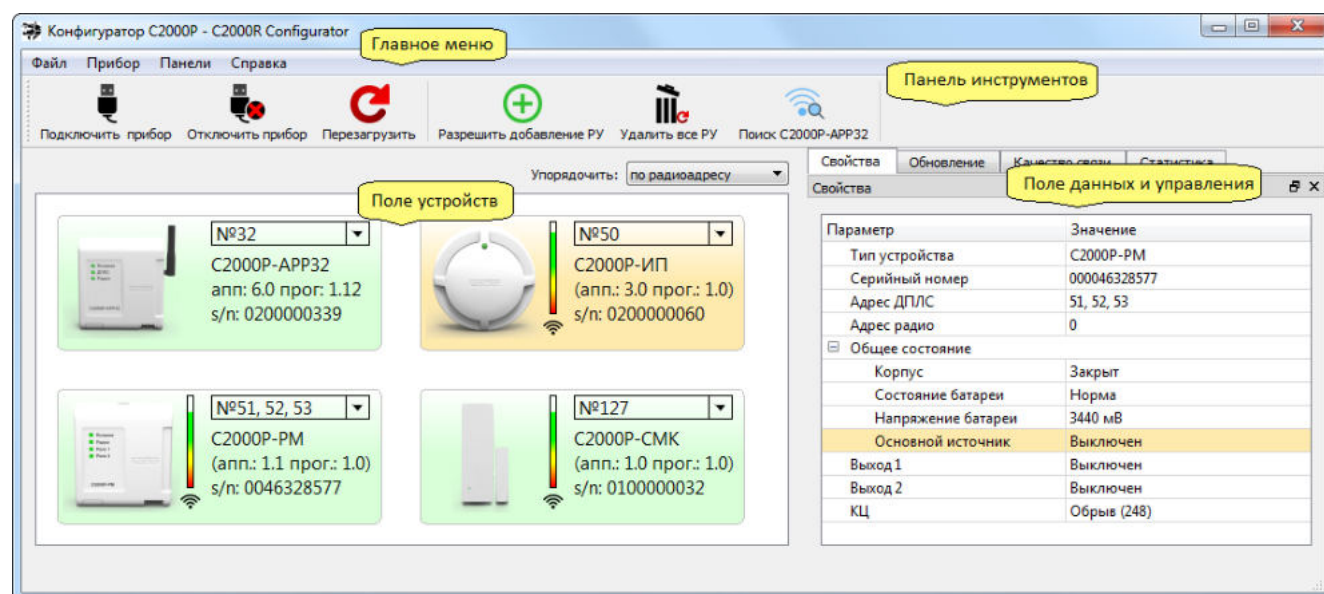 Конфигуратор С2000Р - C2000R Configurator
Главное меню
Файл Прибор Панели Справка
Панель инструментов
Подключить прибор Отключить прибор Перезагрузить Разрешить добавление РУ Удалить все РУ Поиск С2000Р-АРР32
Упорядочить: по радиоадресу
Свойства Обновление Качество связи Статистика
Свойства
Поле данных и управления
Поле устройств
№32
С2000Р-АРР32
апп: 6.0 прог: 1.12
s/n: 0200000339
№50
С2000Р-ИП
(апп.: 3.0 прог.: 1.0)
s/n: 0200000060
№51, 52, 53
С2000Р-РМ
(апп.: 1.1 прог.: 1.0)
s/n: 0046328577
№127
С2000Р-СМК
(апп.: 1.0 прог.: 1.0)
s/n: 0100000032
Параметр Значение
Тип устройства С2000Р-РМ
Серийный номер 000046328577
Адрес ДПЛС 51, 52, 53
Адрес радио 0
Общее состояние
Корпус Закрыт
Состояние батареи Норма
Напряжение батареи 3440 мВ
Основной источник Выключен
Выход 1 Выключен
Выход 2 Выключен
КЦ Обрыв (248)